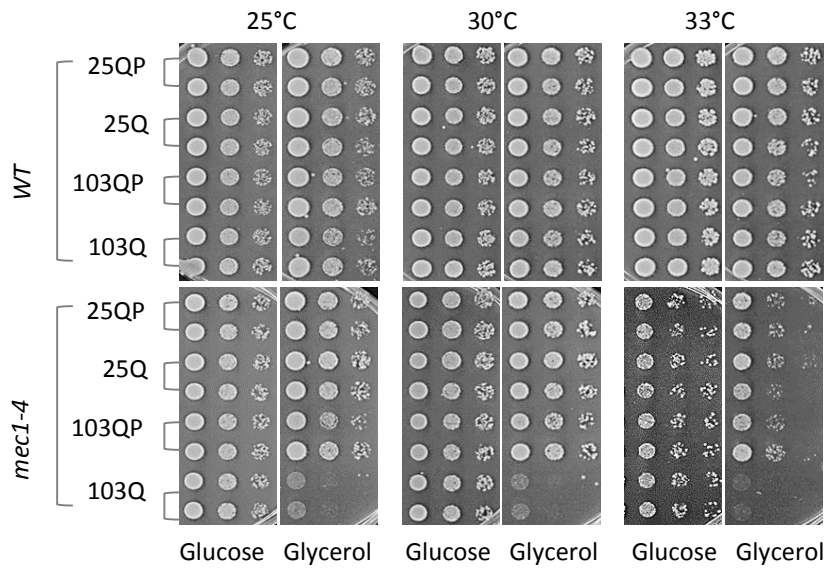 25°C 30°C 33°C
WT
25QP
25Q
103QP
103Q
mec1-4
25QP
25Q
103QP
103Q
Glucose Glycerol Glucose Glycerol Glucose Glycerol